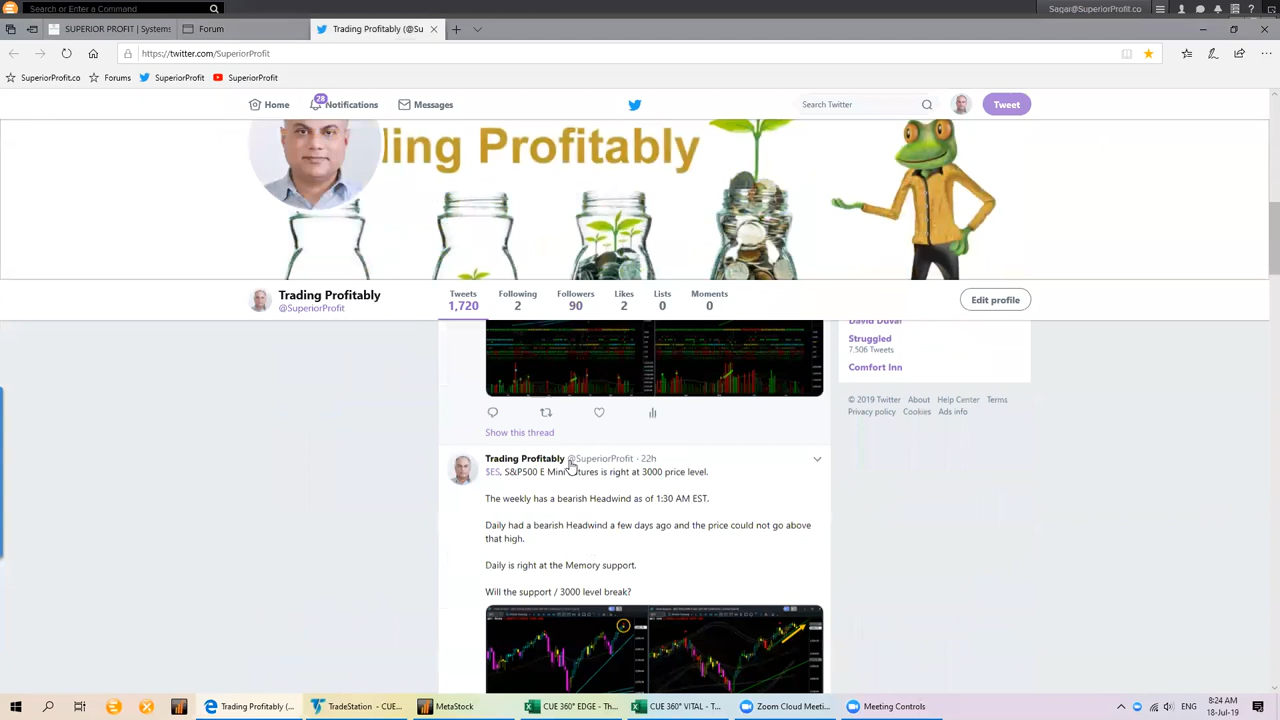 Search or Enter Command
Saqar@SuperiorProfit.co
SUPERIOR PROFIT | Systems
Forum
Trading Profitably (@Su
https://twitter.com/SuperiorProfit
SuperiorProfit.co
Forums
SuperiorProfit
SuperiorProfit
Home
28
Notifications
Messages
Search Twitter
Tweet
ding Profitably
Trading Profitably
@SuperiorProfit
Tweets
1,720
Following
2
Followers
90
Likes
2
Lists
0
Moments
0
Edit profile
David Duval
Struggled
7,506 Tweets
Comfort Inn
© 2019 Twitter About Help Center Terms
Privacy policy Cookies Ads info
Show this thread
Trading Profitably @SuperiorProfit · 22h
$ES, S&P500 E Mini is right at 3000 price level.
The weekly has a bearish Headwind as of 1:30 AM EST.
Daily had a bearish Headwind a few days ago and the price could not go above
that high.
Daily is right at the Memory support.
Will the support / 3000 level break?
Trading Profitably (...
TradeStation - CUE...
MetaStock
CUE 360° EDGE - Th...
CUE 360° VITAL - T...
Zoom Cloud Meeti...
Meeting Controls
ENG
8:24 AM
18-Jul-19